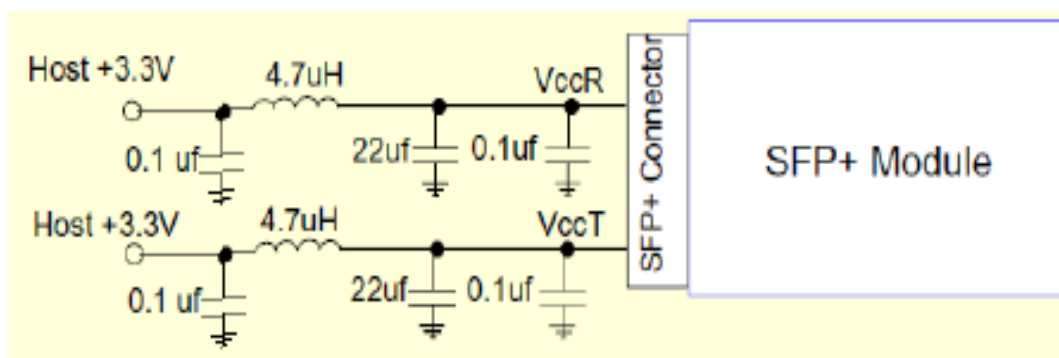 Host +3.3V
4.7uH
VccR
0.1 uf
22uf
0.1uf
Host +3.3V
4.7uH
VccT
0.1 uf
22uf
0.1uf
SFP+ Connector
SFP+ Module